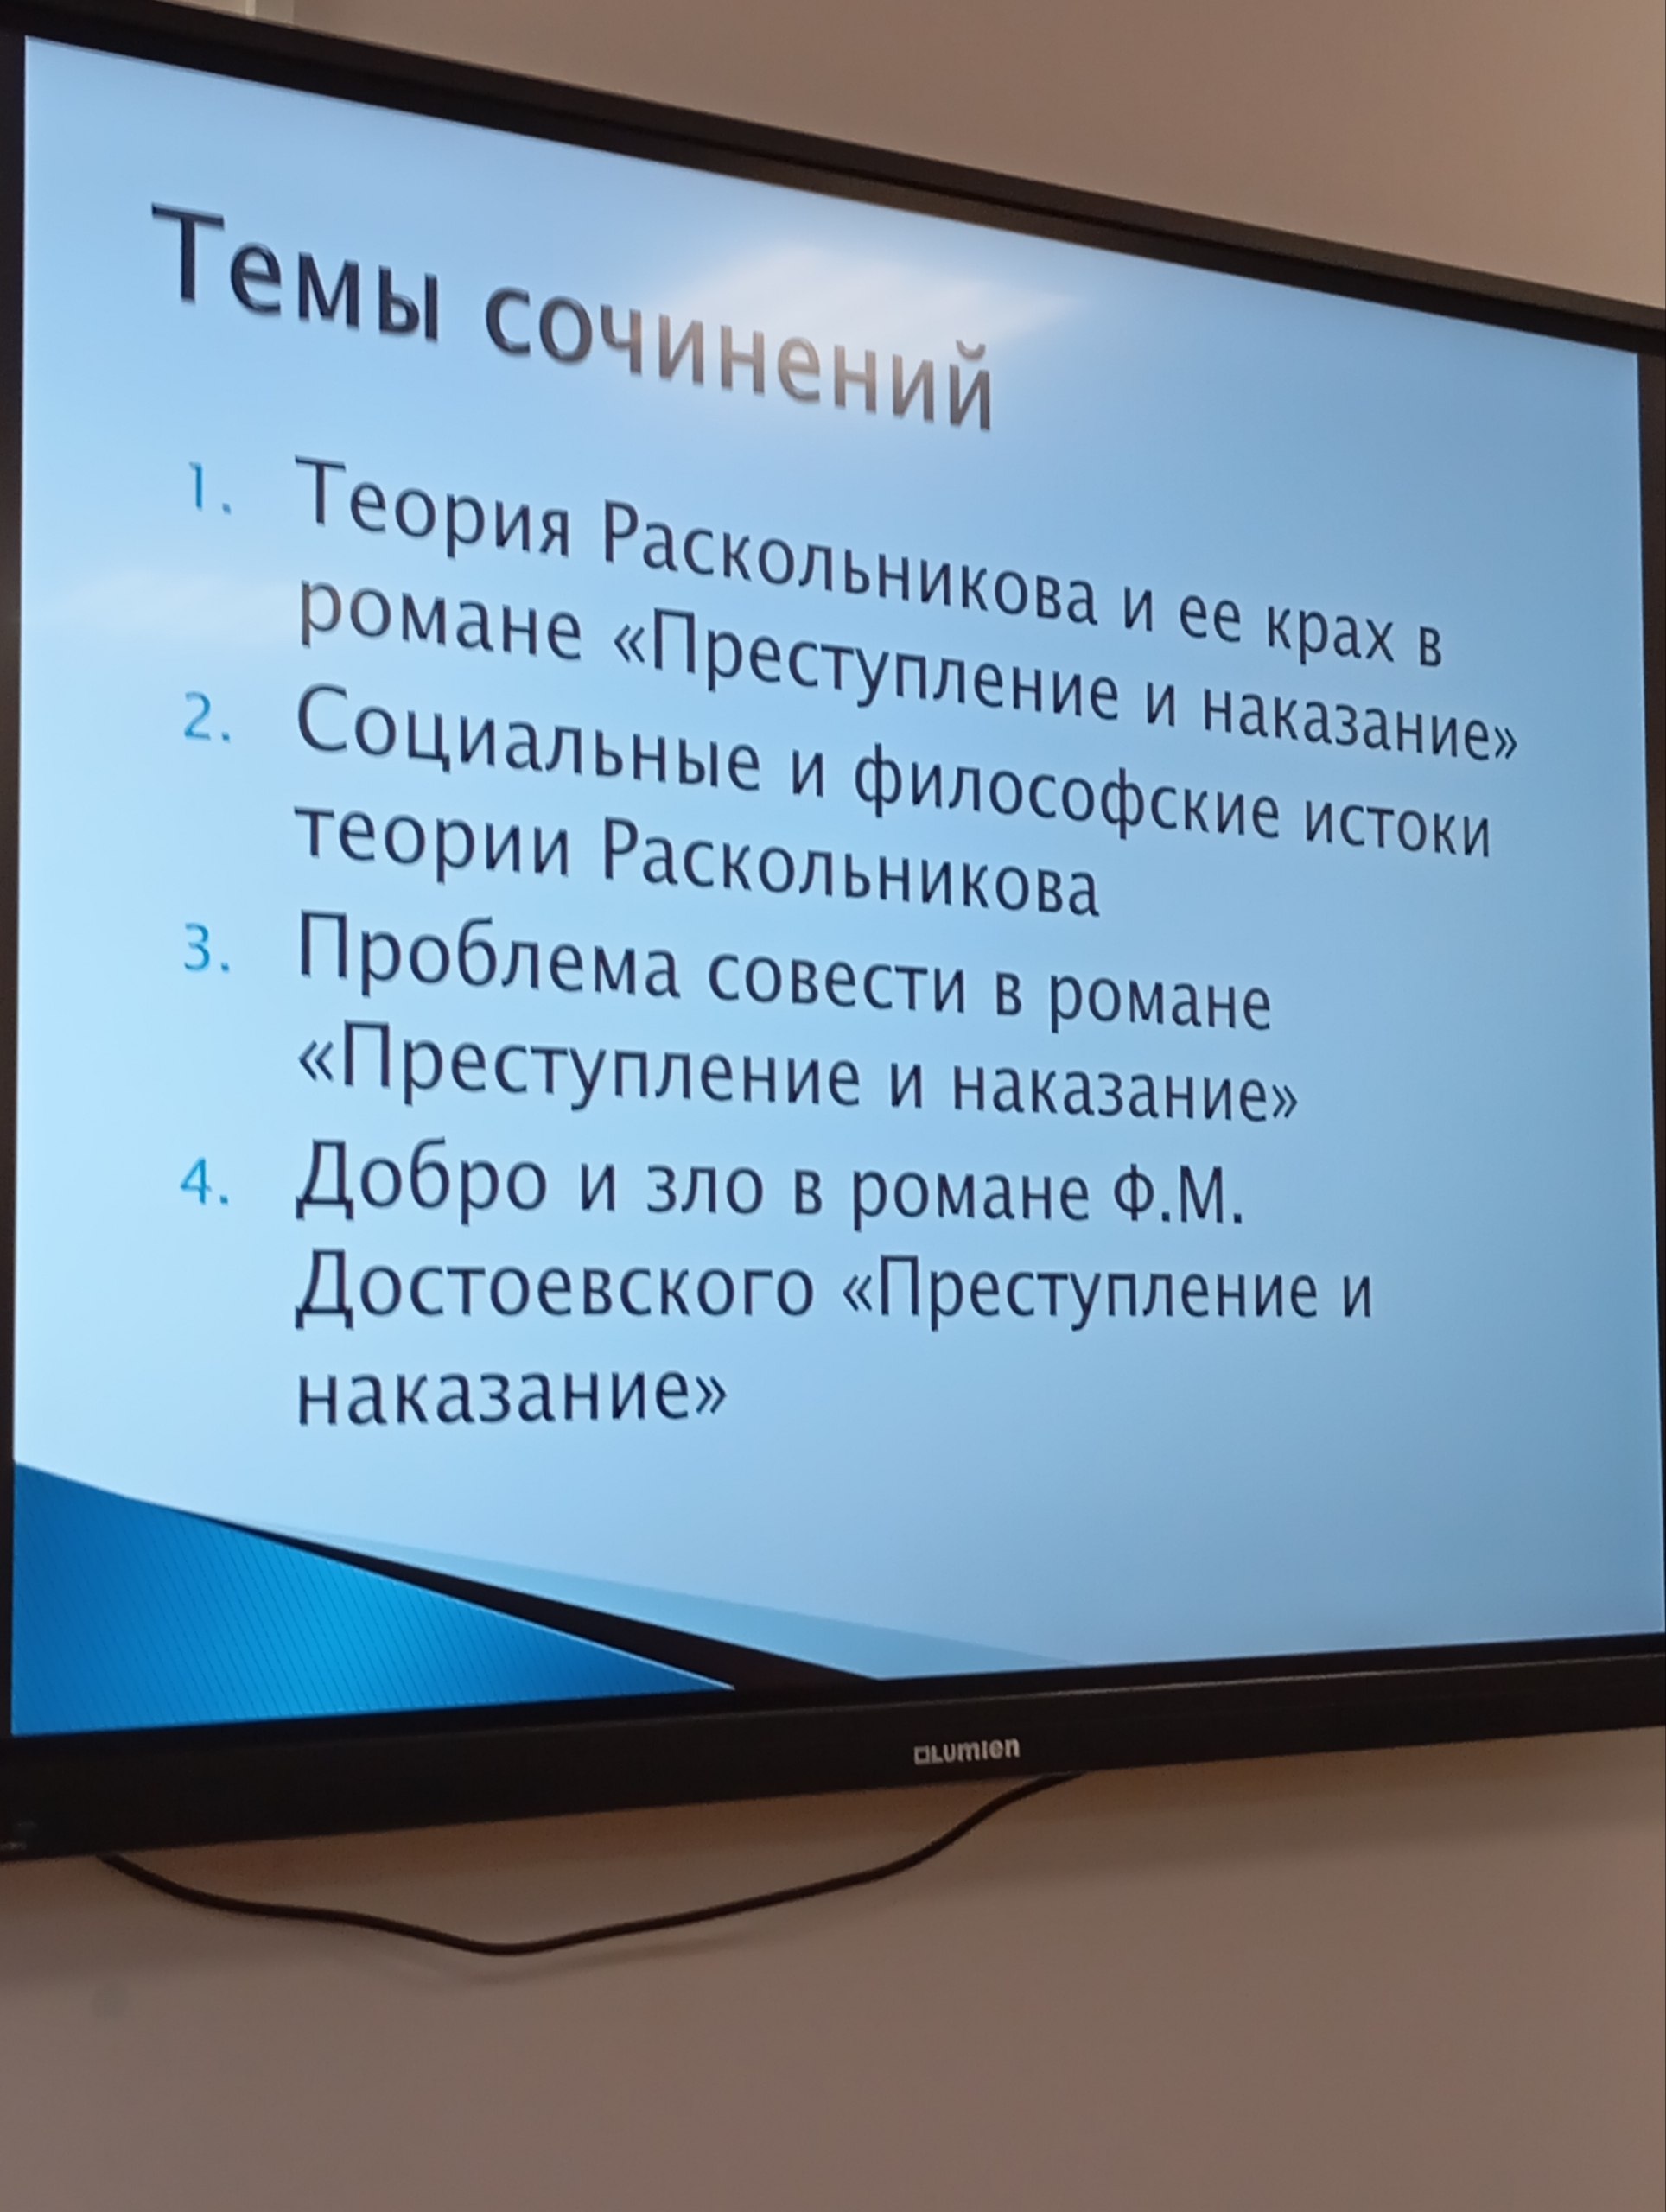 Темы сочинений
1. Теория Раскольникова и ее крах в
романе «Преступление и наказание»
2. Социальные и философские истоки
теории Раскольникова
3. Проблема совести в романе
«Преступление и наказание»
4. Добро и зло в романе Ф.М.
Достоевского «Преступление и
наказание»
Lumien